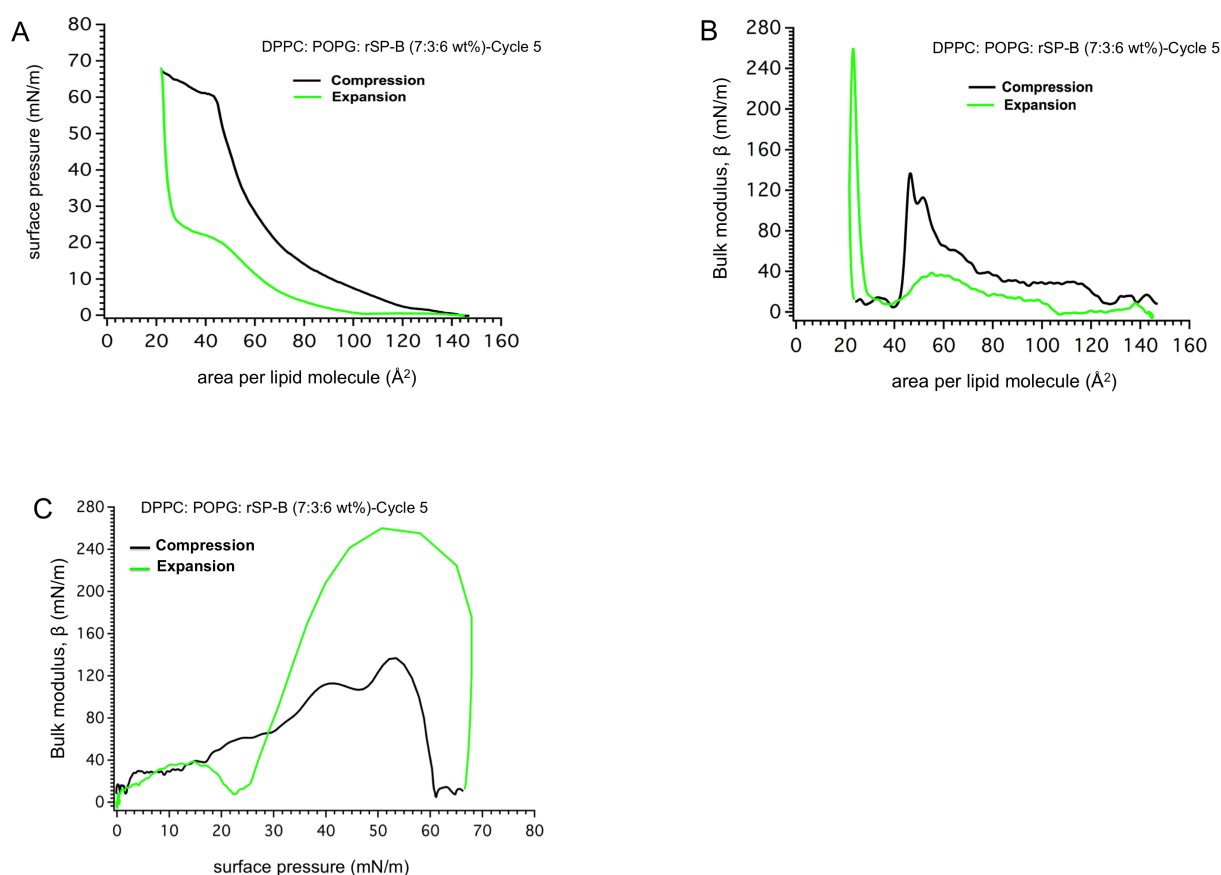 A
DPPC: POPG: rSP-B (7:3:6 wt%)-Cycle 5
Compression
Expansion
surface pressure (mN/m)
80
70
60
50
40
30
20
10
0
0 20 40 60 80 100 120 140 160
area per lipid molecule (Å²)
B
DPPC: POPG: rSP-B (7:3:6 wt%)-Cycle 5
Compression
Expansion
Bulk modulus, β (mN/m)
280
240
200
160
120
80
40
0
0 20 40 60 80 100 120 140 160
area per lipid molecule (Å²)
C
DPPC: POPG: rSP-B (7:3:6 wt%)-Cycle 5
Compression
Expansion
Bulk modulus, β (mN/m)
280
240
200
160
120
80
40
0
0 10 20 30 40 50 60 70 80
surface pressure (mN/m)